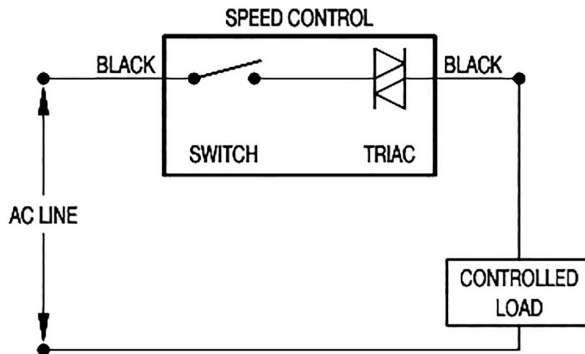 SPEED CONTROL
BLACK
BLACK
SWITCH
TRIAC
AC LINE
CONTROLLED
LOAD